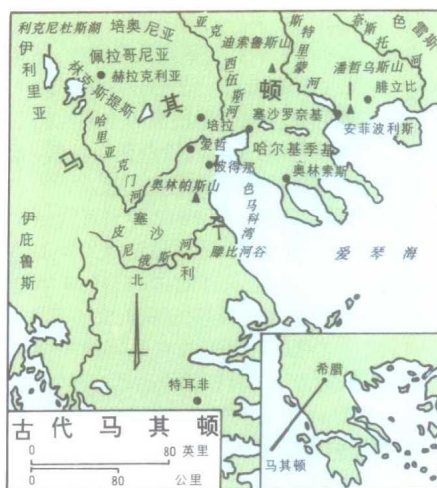 利克尼杜斯湖
培奥尼亚
亚克西伍斯河
迪索鲁斯山
斯特里蒙河
奈斯托河
色雷斯
伊利里亚
佩拉哥尼亚
赫拉克利亚
林克斯提斯
马其顿
潘哲乌斯山
腓立比
塞沙罗奈基
安菲波利斯
哈里亚克门河
培拉
爱哲
彼得那
哈尔基季基
奥林索斯
奥林帕斯山
色马科湾
塞沙利
皮尼俄斯河
滕比河谷
爱琴海
伊庇鲁斯
北
特耳非
希腊
马其顿
古代马其顿
0 80 英里
0 80 公里